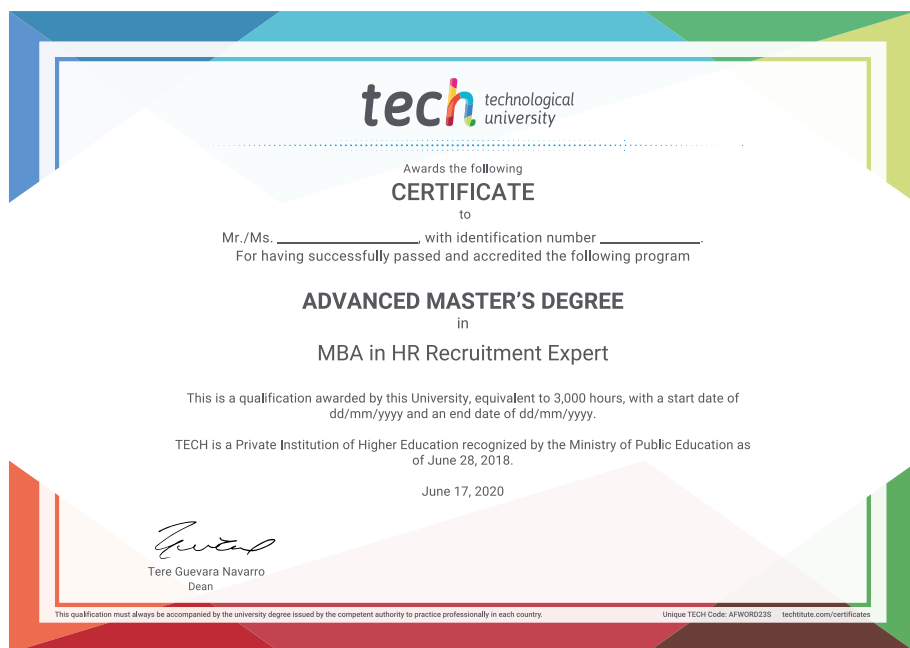 tech technological
university
Awards the following
CERTIFICATE
to
Mr./Ms. ____________________, with identification number ______________.
For having successfully passed and accredited the following program
ADVANCED MASTER'S DEGREE
in
MBA in HR Recruitment Expert
This is a qualification awarded by this University, equivalent to 3,000 hours, with a start date of
dd/mm/yyyy and an end date of dd/mm/yyyy.
TECH is a Private Institution of Higher Education recognized by the Ministry of Public Education as
of June 28, 2018.
June 17, 2020
Tere Guevara Navarro
Dean
This qualification must always be accompanied by the university degree issued by the competent authority to practice professionally in each country.
Unique TECH Code: AFWORD23S techtitute.com/certificates